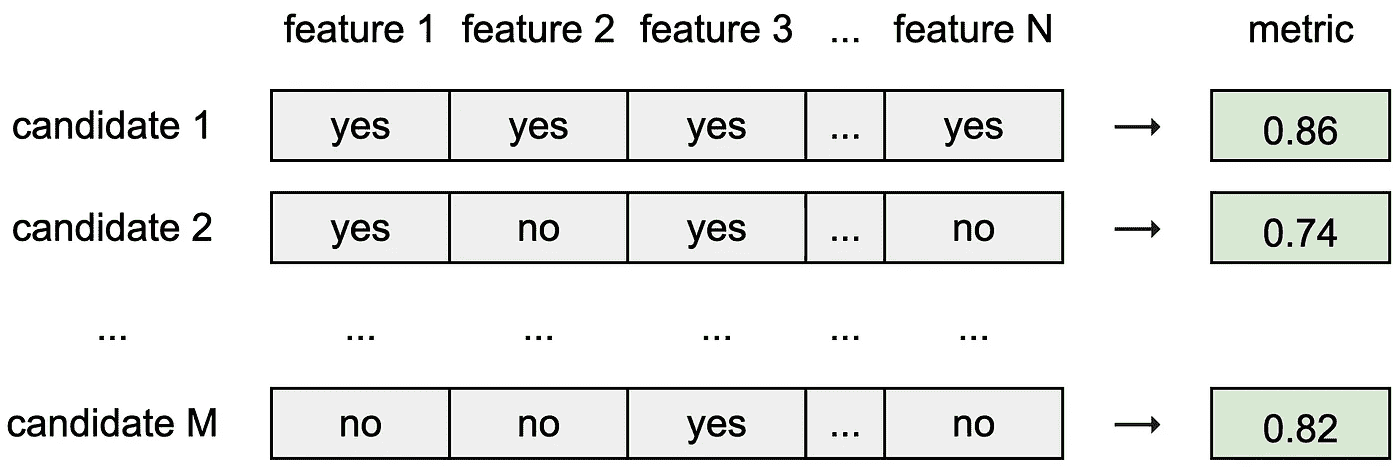 feature 1 feature 2 feature 3 ... feature N metric
candidate 1 yes yes yes ... yes → 0.86
candidate 2 yes no yes ... no → 0.74
... ... ... ... ... ...
candidate M no no yes ... no → 0.82